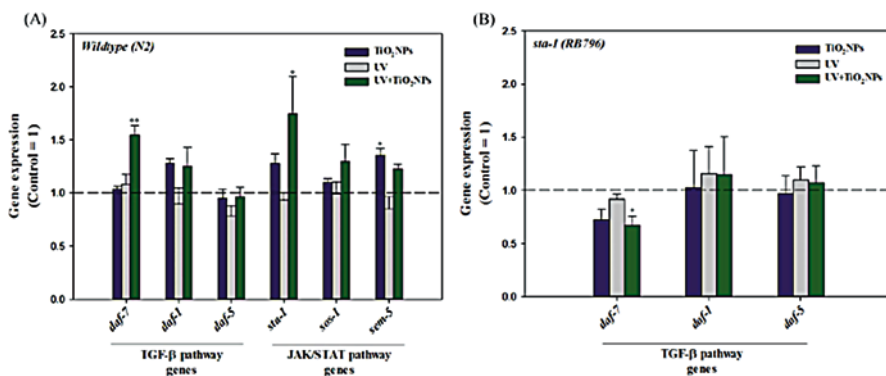 (A)
Wildtype (N2)
TiO₂NPs
UV
UV+TiO₂NPs
Gene expression
(Control = 1)
2.5
2.0
1.5
1.0
0.5
0.0
**
*
*
daf-7
daf-1
daf-5
sta-1
sos-1
sem-5
TGF-β pathway
genes
JAK/STAT pathway
genes
(B)
sta-1 (RB796)
TiO₂NPs
UV
UV+TiO₂NPs
Gene expression
(Control = 1)
2.5
2.0
1.5
1.0
0.5
0.0
*
daf-7
daf-1
daf-5
TGF-β pathway
genes